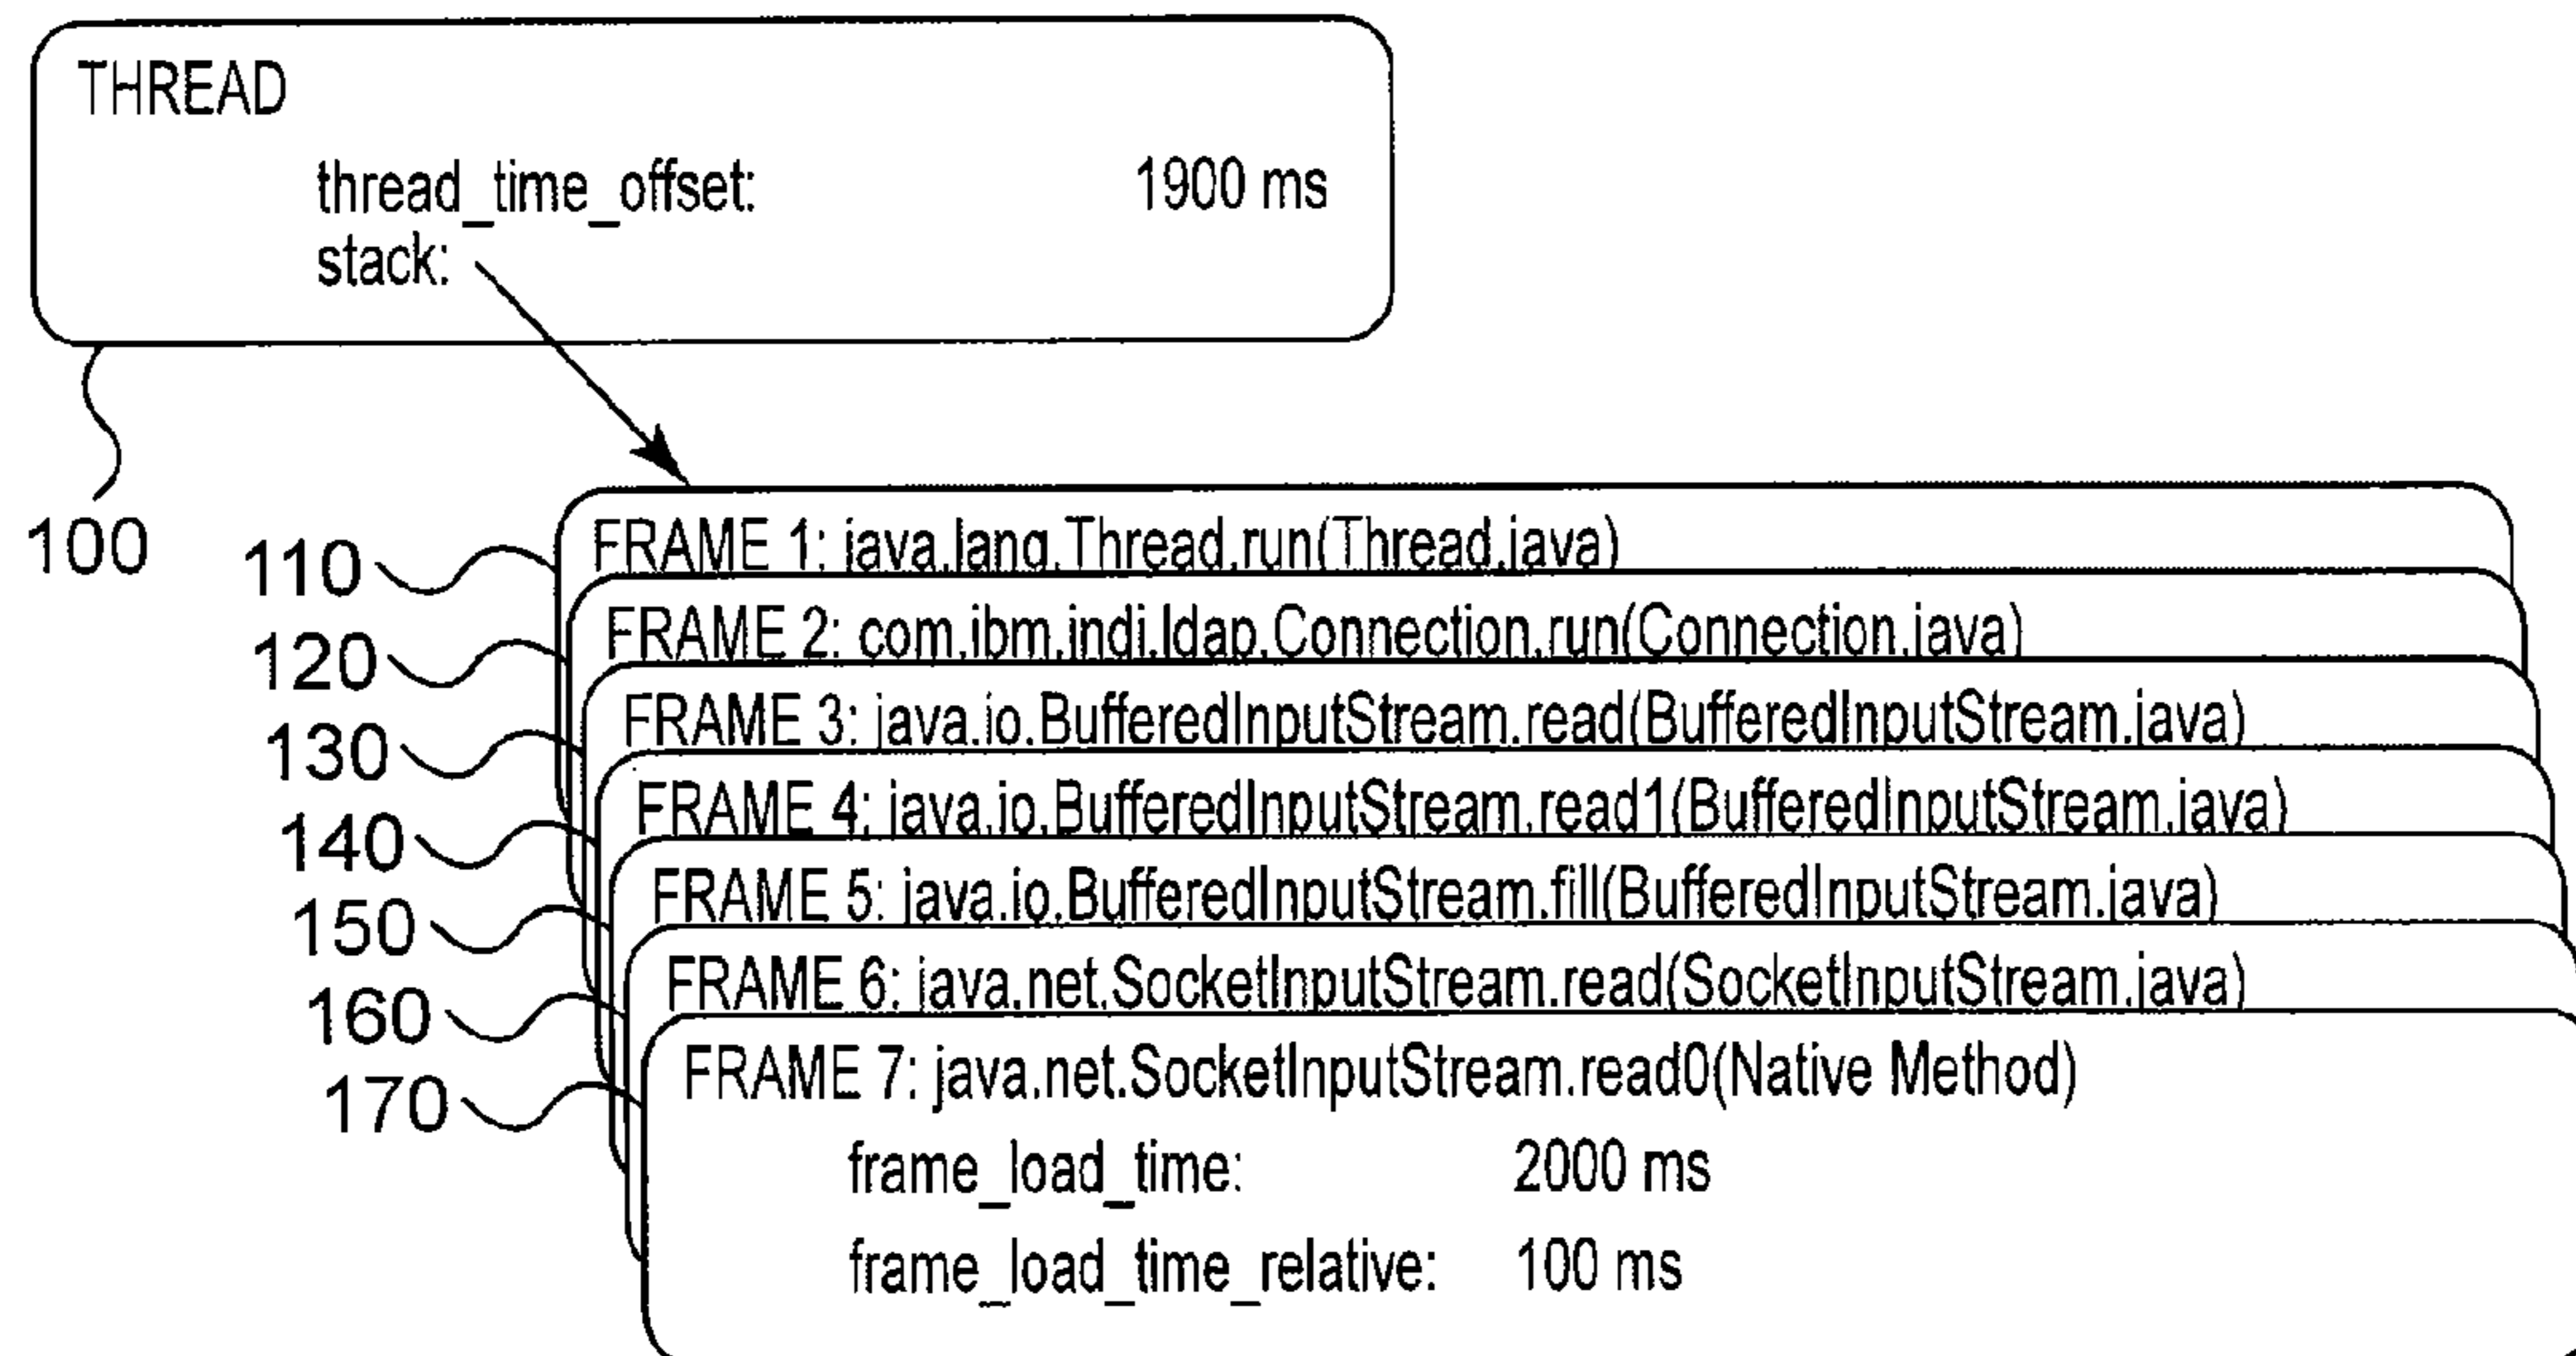 THREAD
thread_time_offset: 1900 ms
stack:
100
110 FRAME 1: java.lang.Thread.run(Thread.java)
120 FRAME 2: com.ibm.jndi.ldap.Connection.run(Connection.java)
130 FRAME 3: java.io.BufferedInputStream.read(BufferedInputStream.java)
140 FRAME 4: java.io.BufferedInputStream.read1(BufferedInputStream.java)
150 FRAME 5: java.io.BufferedInputStream.fill(BufferedInputStream.java)
160 FRAME 6: java.net.SocketInputStream.read(SocketInputStream.java)
170 FRAME 7: java.net.SocketInputStream.read0(Native Method)
frame_load_time: 2000 ms
frame_load_time_relative: 100 ms